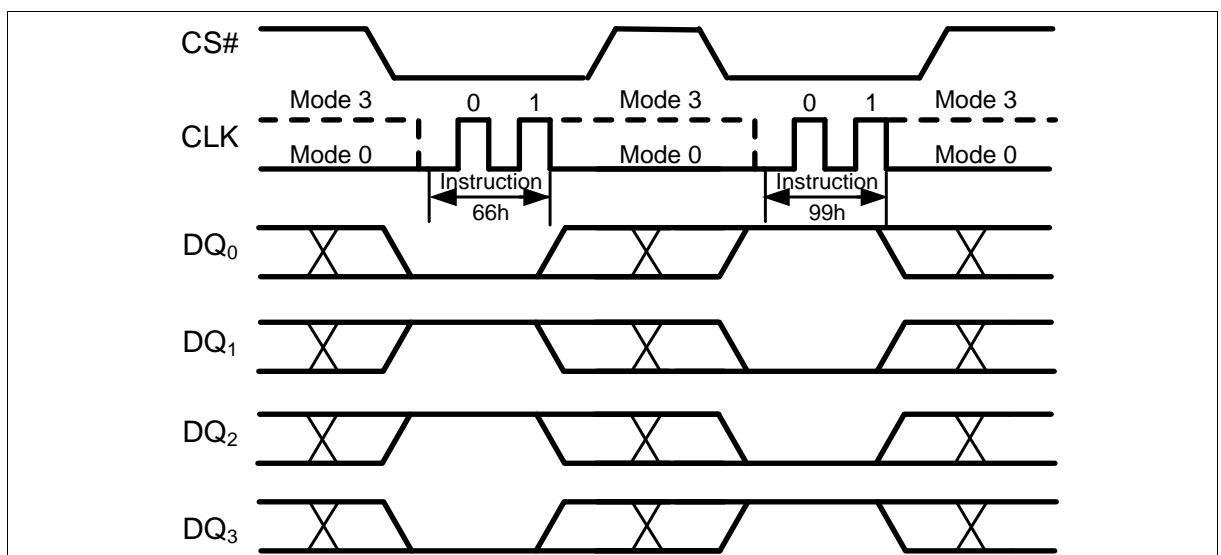 CS#
Mode 3 0 1 Mode 3 0 1 Mode 3
CLK
Mode 0 Mode 0 Mode 0
Instruction Instruction
66h 99h
DQ0
DQ1
DQ2
DQ3